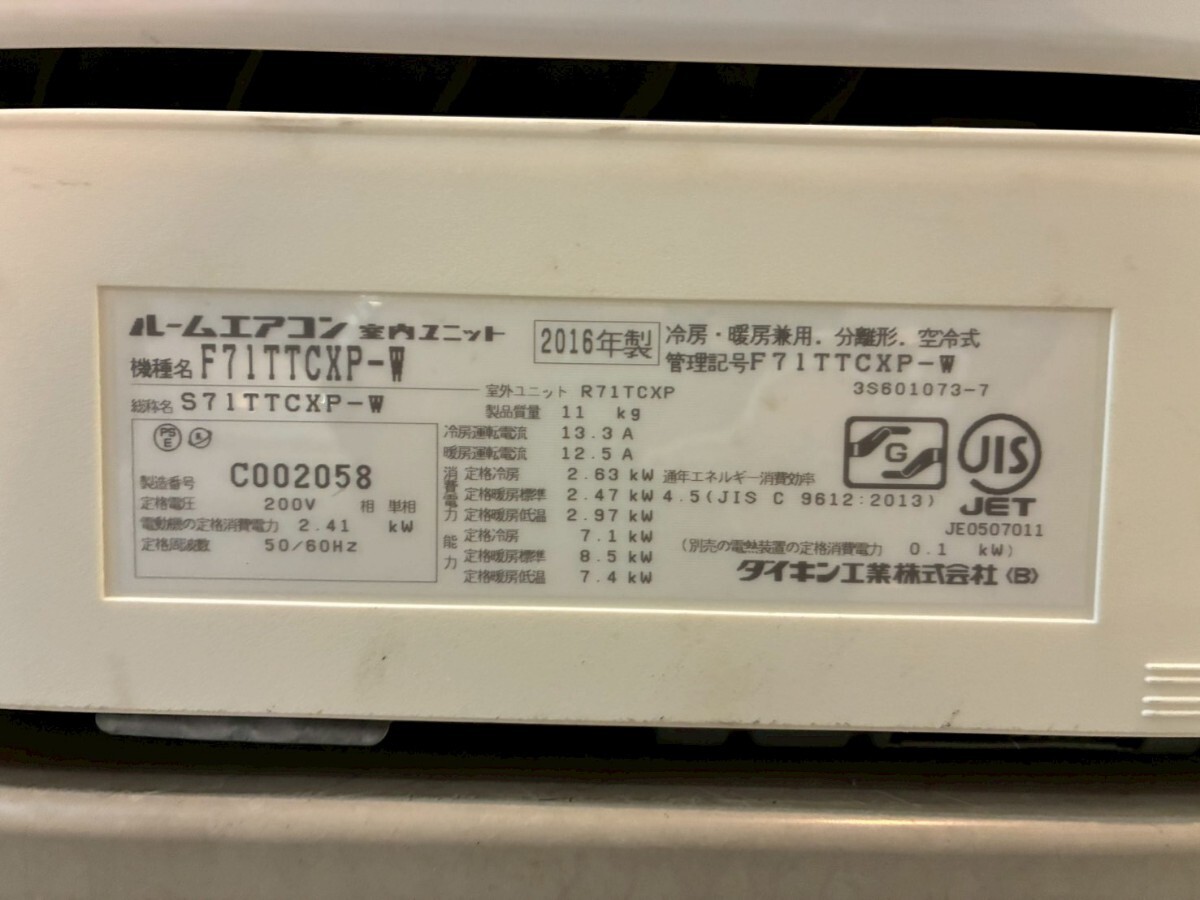 ルームエアコン 室内ユニット
2016年製
冷房・暖房兼用．分離形．空冷式
機種名 F71TTCXP-W
管理記号F71TTCXP-W
3S601073-7
総称名 S71TTCXP-W
室外ユニット R71TCXP
製品質量 11 kg
冷房運転電流 13.3 A
暖房運転電流 12.5 A
消費電力
定格冷房 2.63 kW
定格暖房標準 2.47 kW
定格暖房低温 2.97 kW
能力
定格冷房 7.1 kW
定格暖房標準 8.5 kW
定格暖房低温 7.4 kW
PS
E
製造番号 C002058
定格電圧 200V 相 単相
電動機の定格消費電力 2.41 kW
定格周波数 50/60Hz
G
JIS
JET
JE0507011
通年エネルギー消費効率
4.5(JIS C 9612:2013)
(別売の電熱装置の定格消費電力 0.1 kW)
ダイキン工業株式会社 (B)